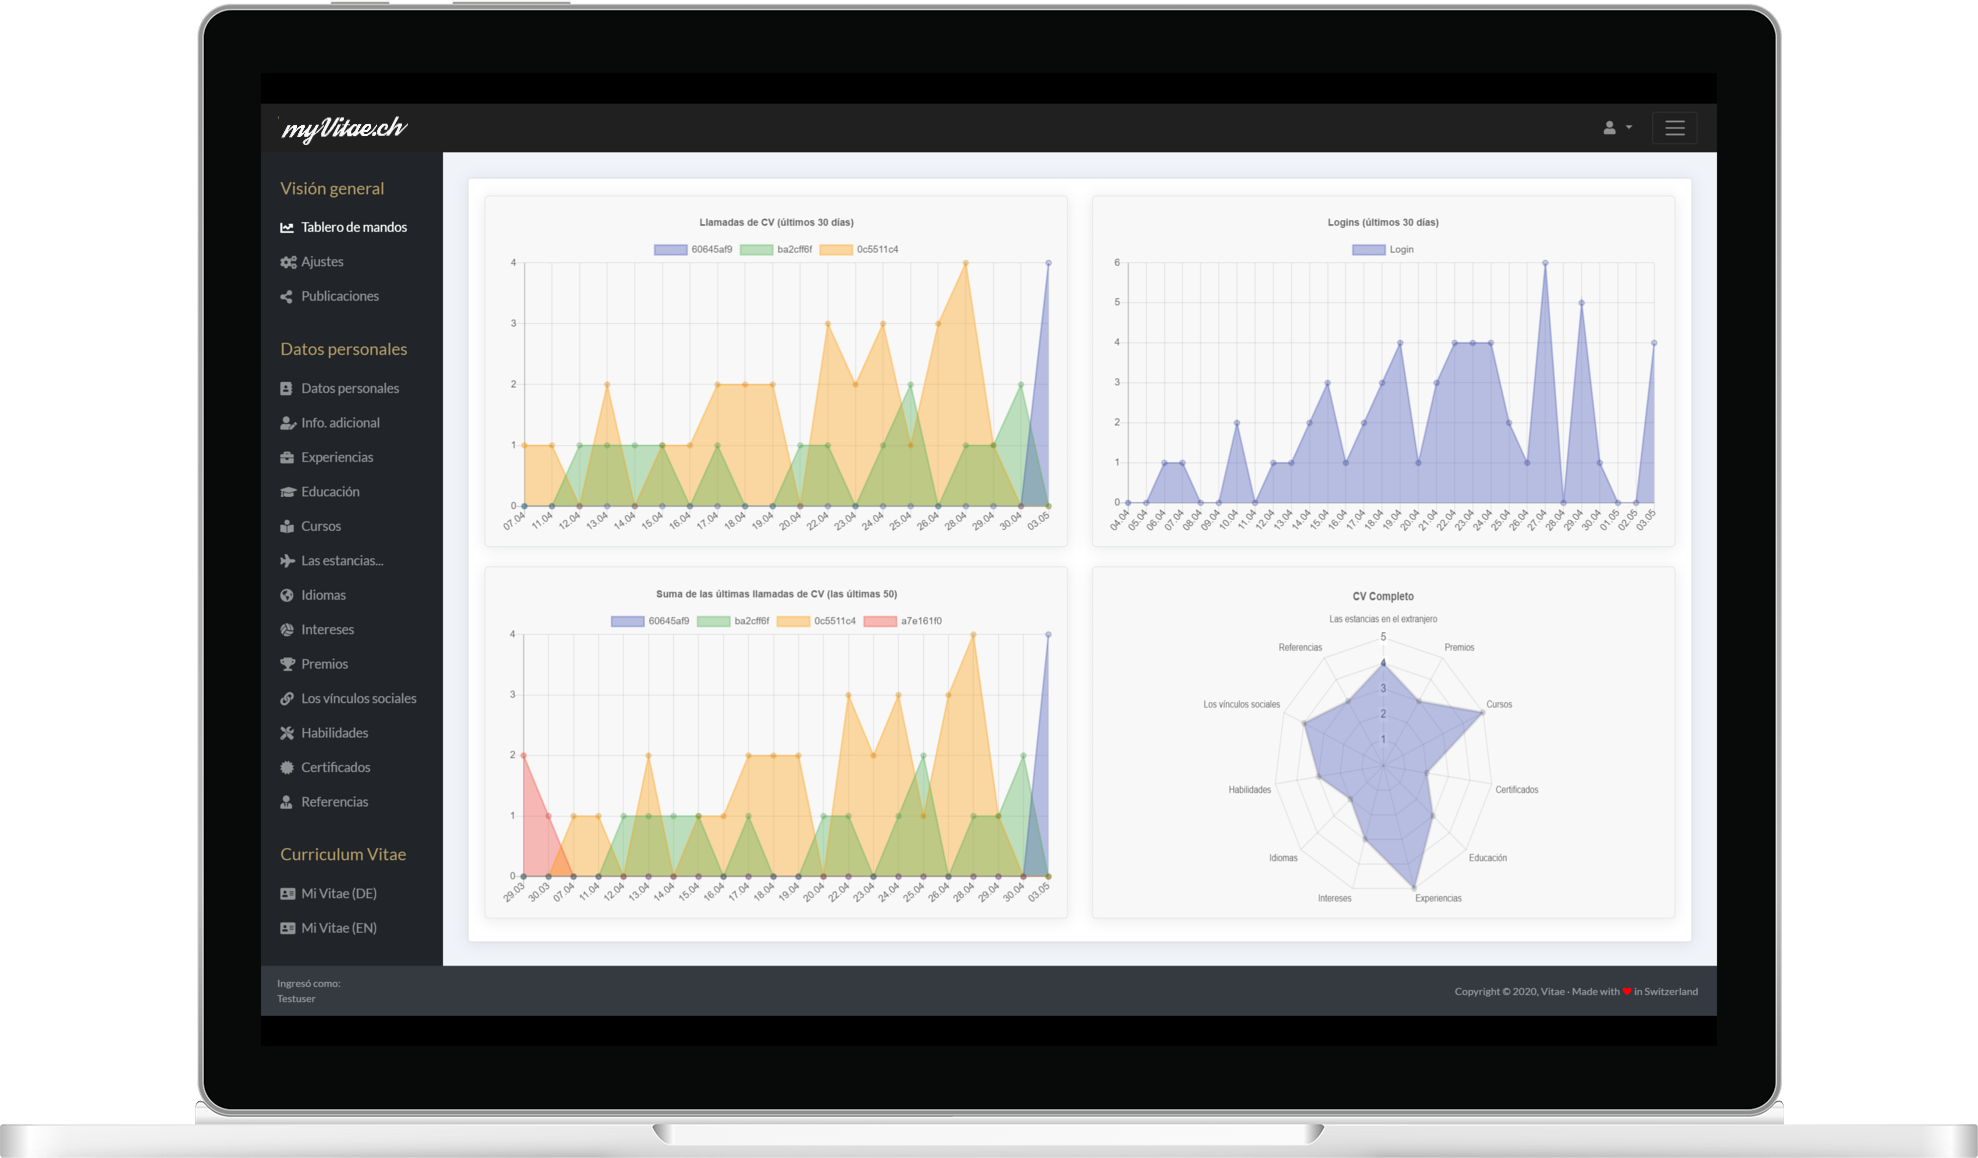 myVitae.ch
Visión general
Tablero de mandos
Ajustes
Publicaciones
Datos personales
Datos personales
Info. adicional
Experiencias
Educación
Cursos
Las estancias...
Idiomas
Intereses
Premios
Los vínculos sociales
Habilidades
Certificados
Referencias
Curriculum Vitae
Mi Vitae (DE)
Mi Vitae (EN)
Llamadas de CV (últimos 30 días)
60645af9 ba2cff6f 0c5511c4
4
3
2
1
0
07.04 11.04 12.04 13.04 14.04 15.04 16.04 17.04 18.04 19.04 20.04 22.04 23.04 24.04 25.04 26.04 28.04 29.04 30.04 03.05
Logins (últimos 30 días)
Login
6
5
4
3
2
1
0
04.04 05.04 06.04 07.04 08.04 09.04 10.04 11.04 12.04 13.04 14.04 15.04 16.04 17.04 18.04 19.04 20.04 21.04 22.04 23.04 24.04 25.04 26.04 27.04 28.04 29.04 30.04 01.05 02.05 03.05
Suma de las últimas llamadas de CV (las últimas 50)
60645af9 ba2cff6f 0c5511c4 a7e161f0
4
3
2
1
0
29.03 30.03 07.04 11.04 12.04 13.04 14.04 15.04 16.04 17.04 18.04 19.04 20.04 22.04 23.04 24.04 25.04 26.04 28.04 29.04 30.04 03.05
CV Completo
Las estancias en el extranjero
5
Referencias Premios
4
3
Los vínculos sociales Cursos
2
1
Habilidades Certificados
Idiomas Educación
Intereses Experiencias
Ingresó como:
Testuser
Copyright © 2020, Vitae · Made with ❤ in Switzerland